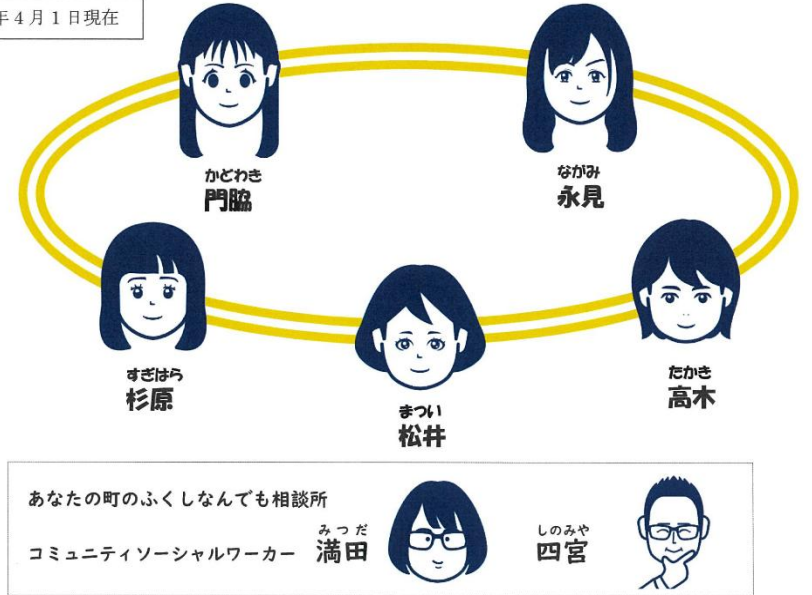 年4月1日現在
かどわき
門脇
ながみ
永見
すぎはら
杉原
まつい
松井
たかき
高木
あなたの町のふくしなんでも相談所
コミュニティソーシャルワーカー 満田 四宮
みつだ
しのみや